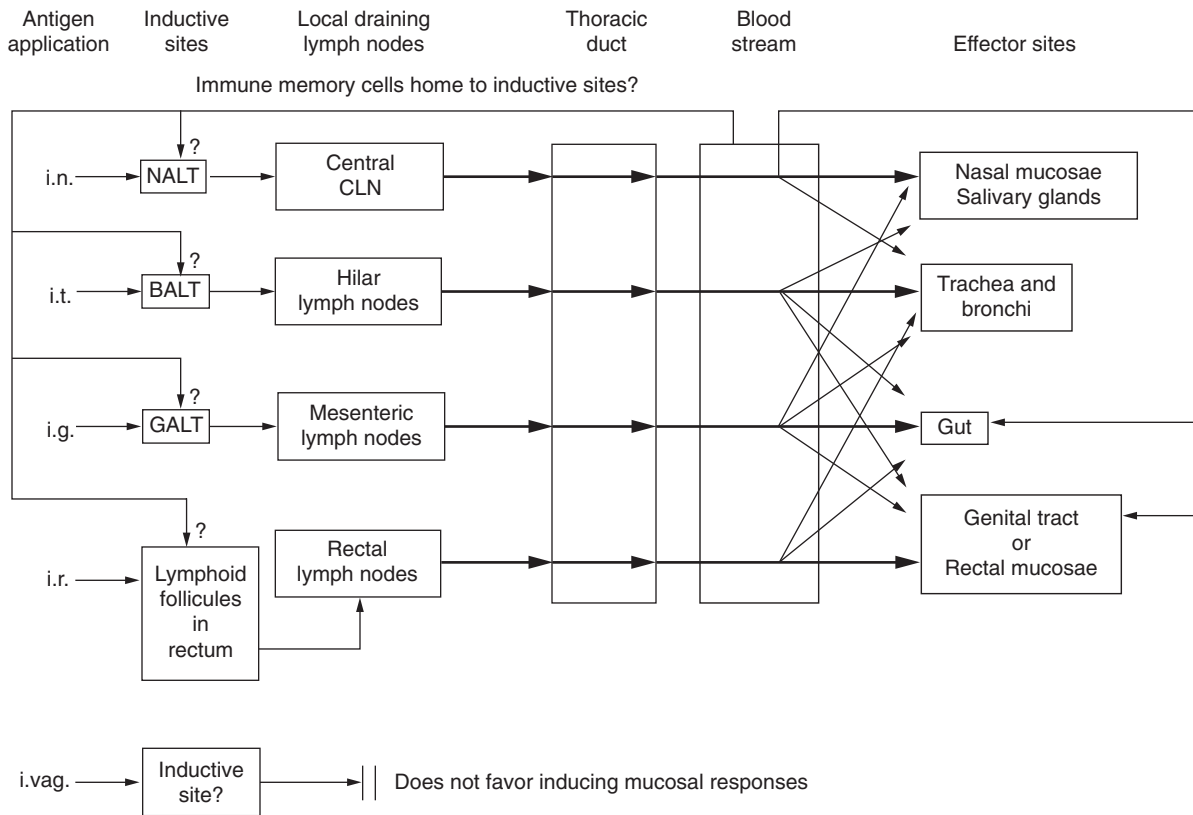 Antigen
application
Inductive
sites
Local draining
lymph nodes
Thoracic
duct
Blood
stream
Effector sites
Immune memory cells home to inductive sites?
i.n.
?
NALT
Central
CLN
Nasal mucosae
Salivary glands
i.t.
?
BALT
Hilar
lymph nodes
Trachea and
bronchi
i.g.
?
GALT
Mesenteric
lymph nodes
Gut
i.r.
?
Lymphoid
follicules
in
rectum
Rectal
lymph nodes
Genital tract
or
Rectal mucosae
i.vag.
Inductive
site?
Does not favor inducing mucosal responses